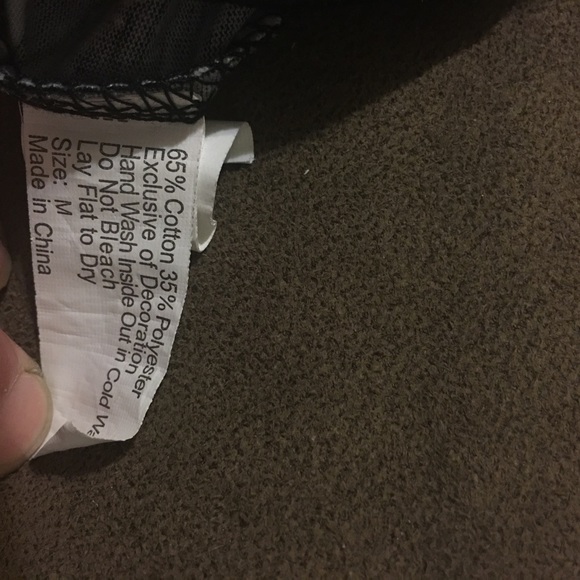 65% Cotton 35% Polyester
Exclusive of Decoration
Hand Wash Inside Out in Cold
Do Not Bleach
Lay Flat to Dry
Size: M
Made in China